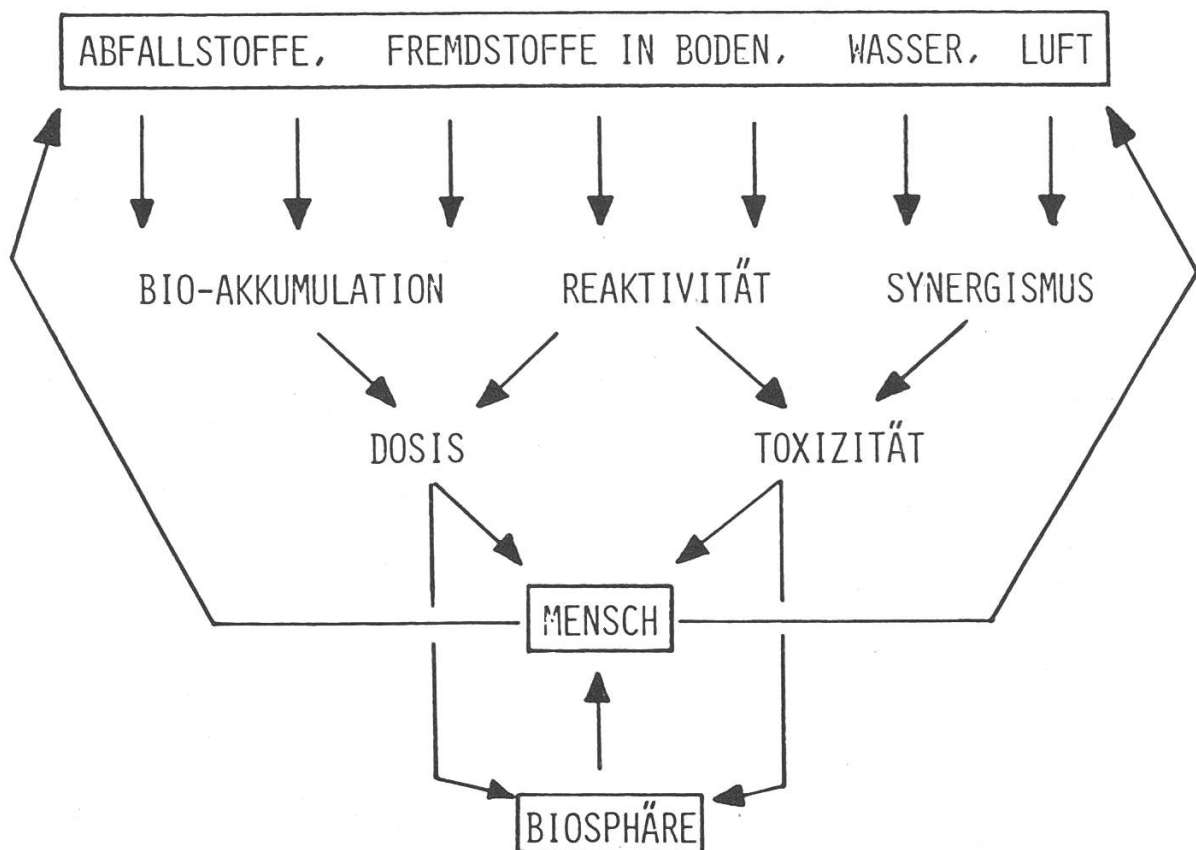 ABFALLSTOFFE, FREMDSTOFFE IN BODEN, WASSER, LUFT
BIO-AKKUMULATION REAKTIVITÄT SYNERGISMUS
DOSIS TOXIZITÄT
MENSCH
BIOSPHÄRE